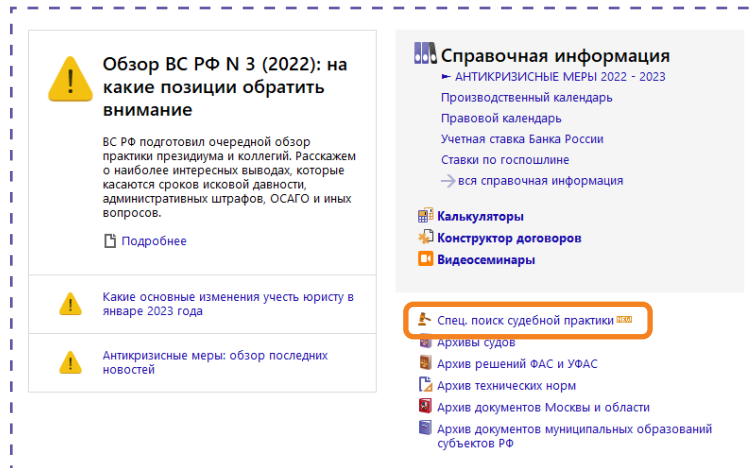 Обзор ВС РФ N 3 (2022): на
какие позиции обратить
внимание
ВС РФ подготовил очередной обзор
практики президиума и коллегий. Расскажем
о наиболее интересных выводах, которые
касаются сроков исковой давности,
административных штрафов, ОСАГО и иных
вопросов.
Подробнее
Какие основные изменения учесть юристу в
январе 2023 года
Антикризисные меры: обзор последних
новостей
Справочная информация
► АНТИКРИЗИСНЫЕ МЕРЫ 2022 - 2023
Производственный календарь
Правовой календарь
Учетная ставка Банка России
Ставки по госпошлине
вся справочная информация
Калькуляторы
Конструктор договоров
Видеосеминары
Спец. поиск судебной практики NEW
Архивы судов
Архив решений ФАС и УФАС
Архив технических норм
Архив документов Москвы и области
Архив документов муниципальных образований
субъектов РФ